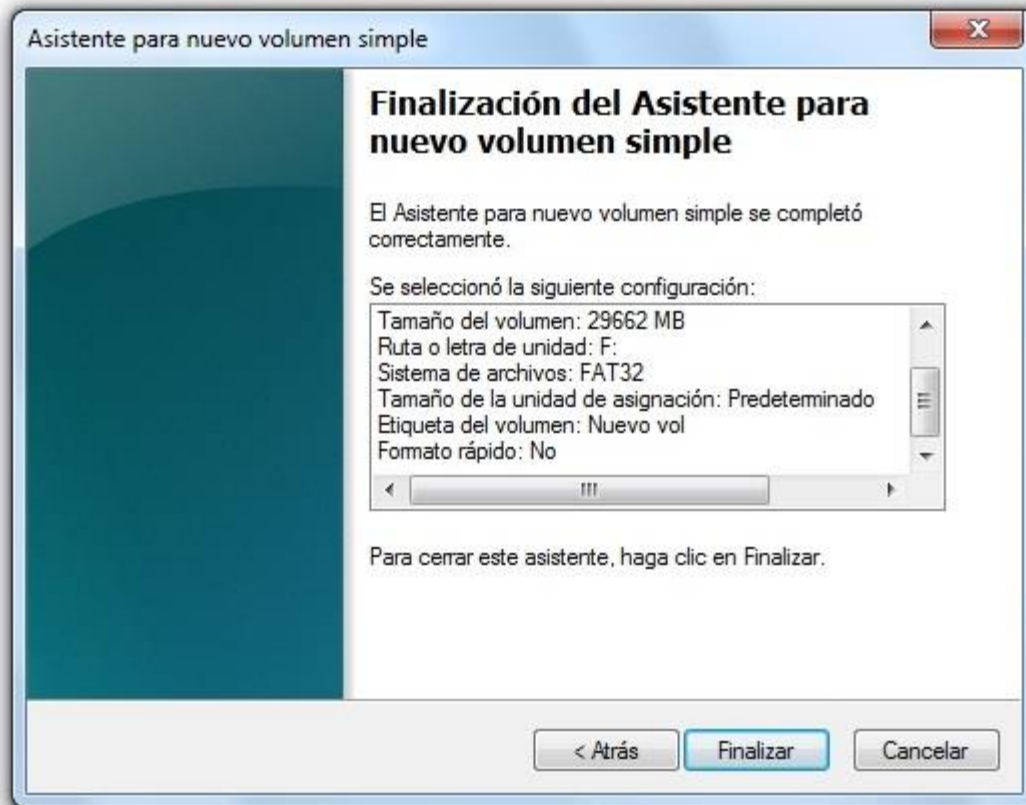 Asistente para nuevo volumen simple
Finalización del Asistente para
nuevo volumen simple
El Asistente para nuevo volumen simple se completó
correctamente.
Se seleccionó la siguiente configuración:
Tamaño del volumen: 29662 MB
Ruta o letra de unidad: F:
Sistema de archivos: FAT32
Tamaño de la unidad de asignación: Predeterminado
Etiqueta del volumen: Nuevo vol
Formato rápido: No
Para cerrar este asistente, haga clic en Finalizar.
< Atrás Finalizar Cancelar